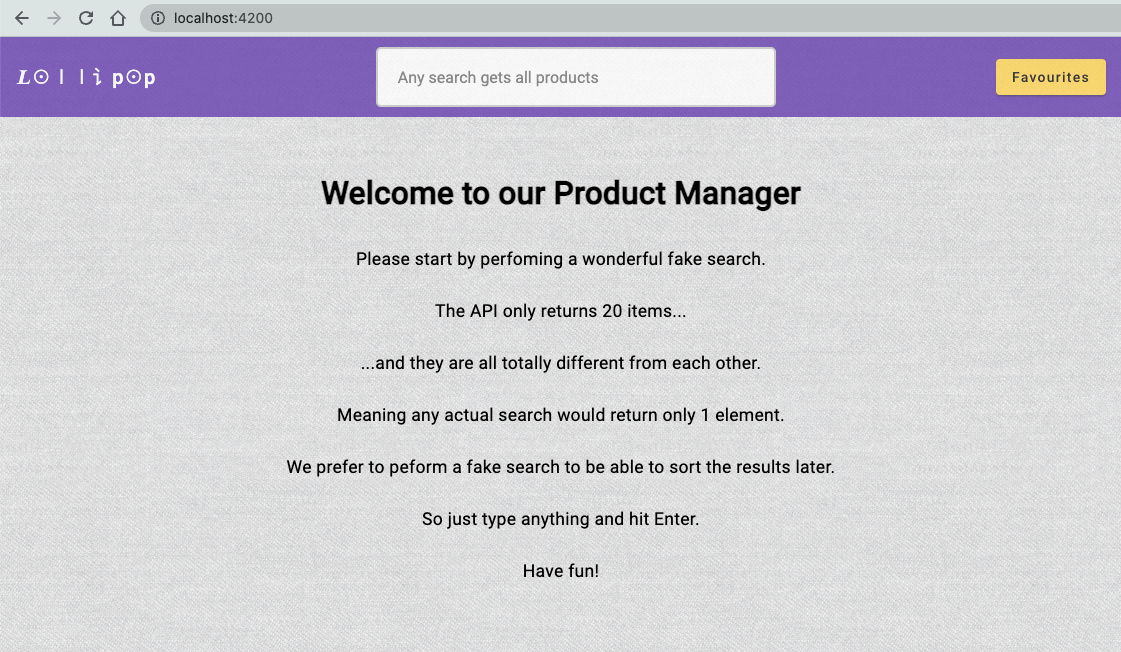 localhost:4200
L⊙llì p⊙p
Any search gets all products
Favourites
Welcome to our Product Manager
Please start by perfoming a wonderful fake search.
The API only returns 20 items...
...and they are all totally different from each other.
Meaning any actual search would return only 1 element.
We prefer to peform a fake search to be able to sort the results later.
So just type anything and hit Enter.
Have fun!